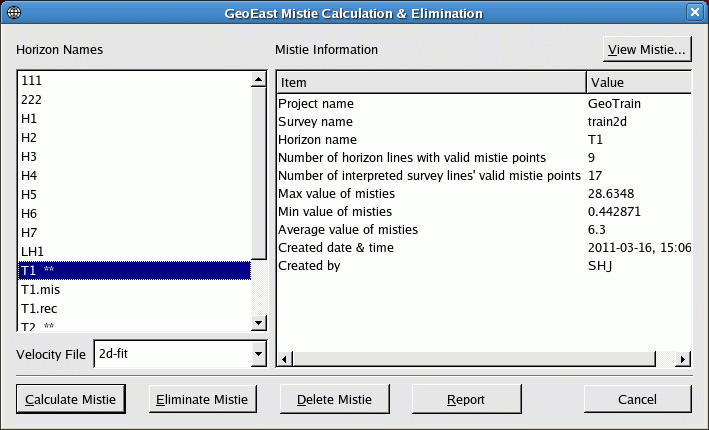 GeoEast Mistie Calculation & Elimination
Horizon Names
Mistie Information
View Mistie...
111
222
H1
H2
H3
H4
H5
H6
H7
LH1
T1 **
T1.mis
T1.rec
T2 **
Item Value
Project name GeoTrain
Survey name train2d
Horizon name T1
Number of horizon lines with valid mistie points 9
Number of interpreted survey lines' valid mistie points 17
Max value of misties 28.6348
Min value of misties 0.442871
Average value of misties 6.3
Created date & time 2011-03-16, 15:06
Created by SHJ
Velocity File 2d-fit
Calculate Mistie
Eliminate Mistie
Delete Mistie
Report
Cancel